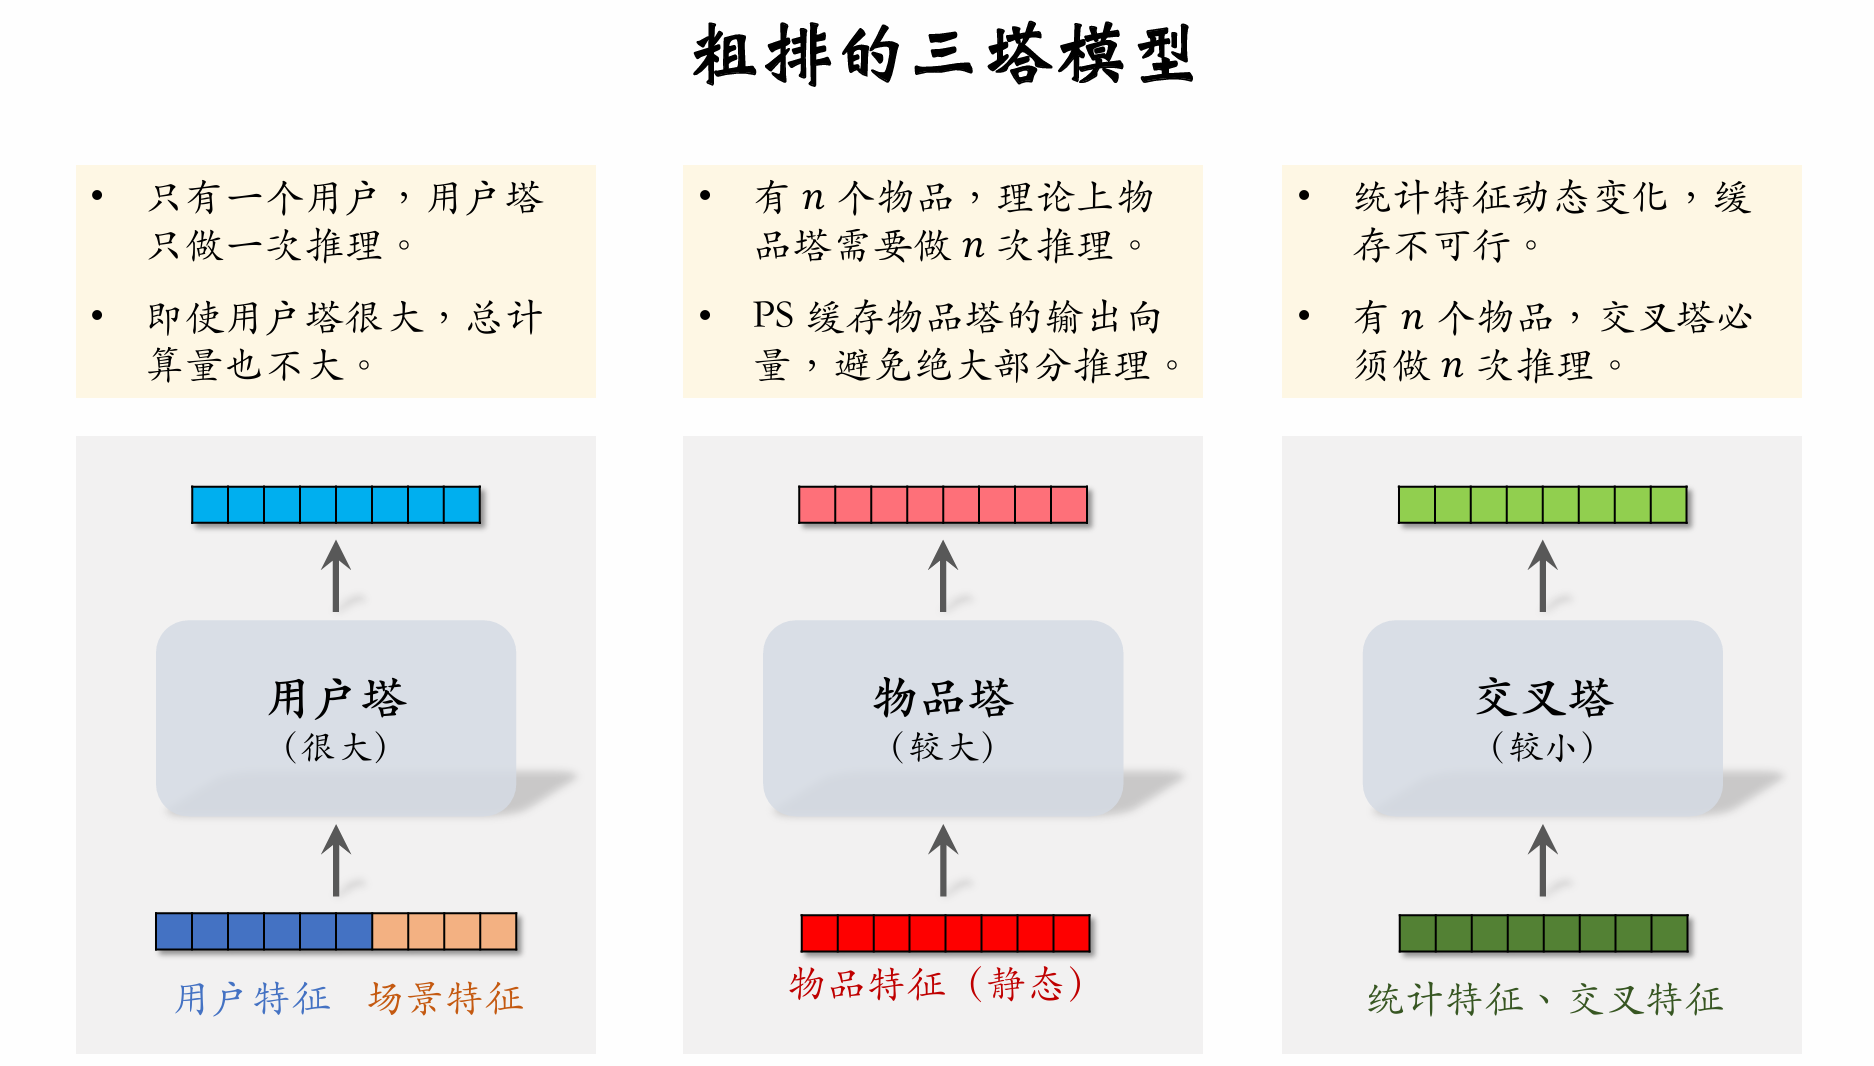 粗排的三塔模型
• 只有一个用户，用户塔
只做一次推理。
• 即使用户塔很大，总计
算量也不大。
• 有 n 个物品，理论上物
品塔需要做 n 次推理。
• PS 缓存物品塔的输出向
量，避免绝大部分推理。
• 统计特征动态变化，缓
存不可行。
• 有 n 个物品，交叉塔必
须做 n 次推理。
用户塔
（很大）
用户特征 场景特征
物品塔
（较大）
物品特征（静态）
交叉塔
（较小）
统计特征、交叉特征